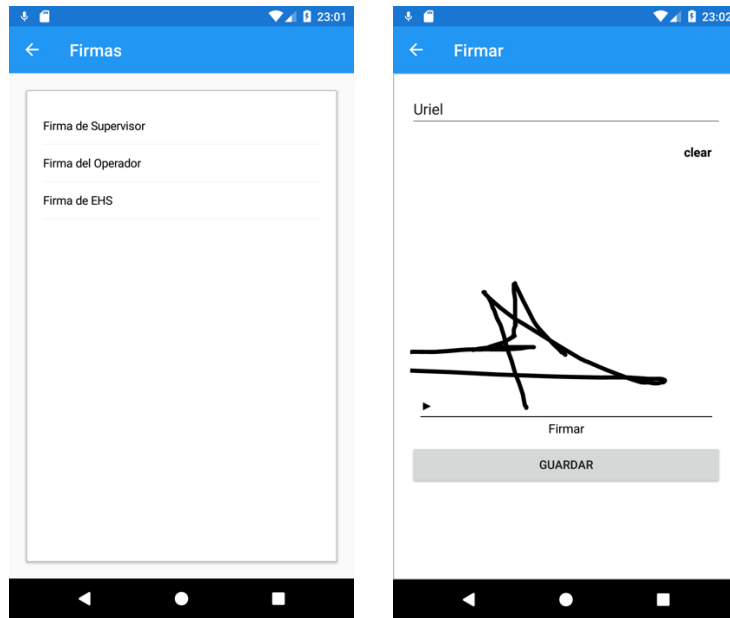 23:01
Firmas
Firma de Supervisor
Firma del Operador
Firma de EHS
23:02
Firmar
Uriel
clear
Firmar
GUARDAR